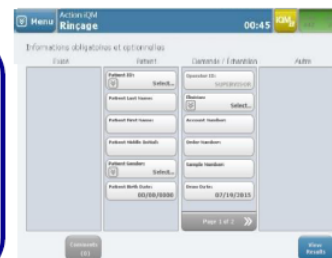 Menu
Action iQM
Rinçage
00:45
iQM
Informations obligatoires et optionnelles
Patient
Demande / Échantillon
Autre
Patient ID:
Select...
Patient Last Name:
Patient First Name:
Patient Middle Initial:
Patient Gender:
Select...
Patient Birth Date:
00/00/0000
Operator ID:
SUPERVISOR
Select...
Account Number:
Order Number:
Sample Number:
Draw Date:
07/19/2015
Page 1 of 2
Comments
View
Results